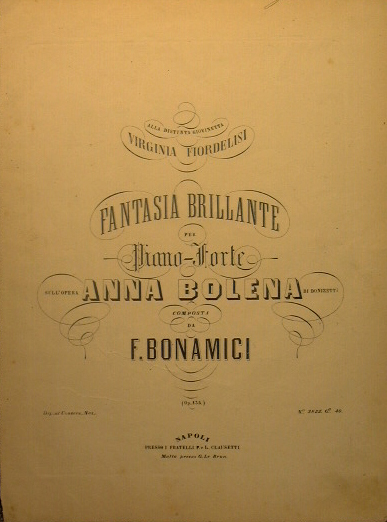 ALLA DISTINTA GIOVINETTA
VIRGINIA FIORDELISI
FANTASIA BRILLANTE
PER
Piano-Forte
SULL'OPERA ANNA BOLENA DI DONIZETTI
COMPOSTA
DA
F. BONAMICI
NAPOLI
PRESSO I FRATELLI P. e L. CLAUSETTI